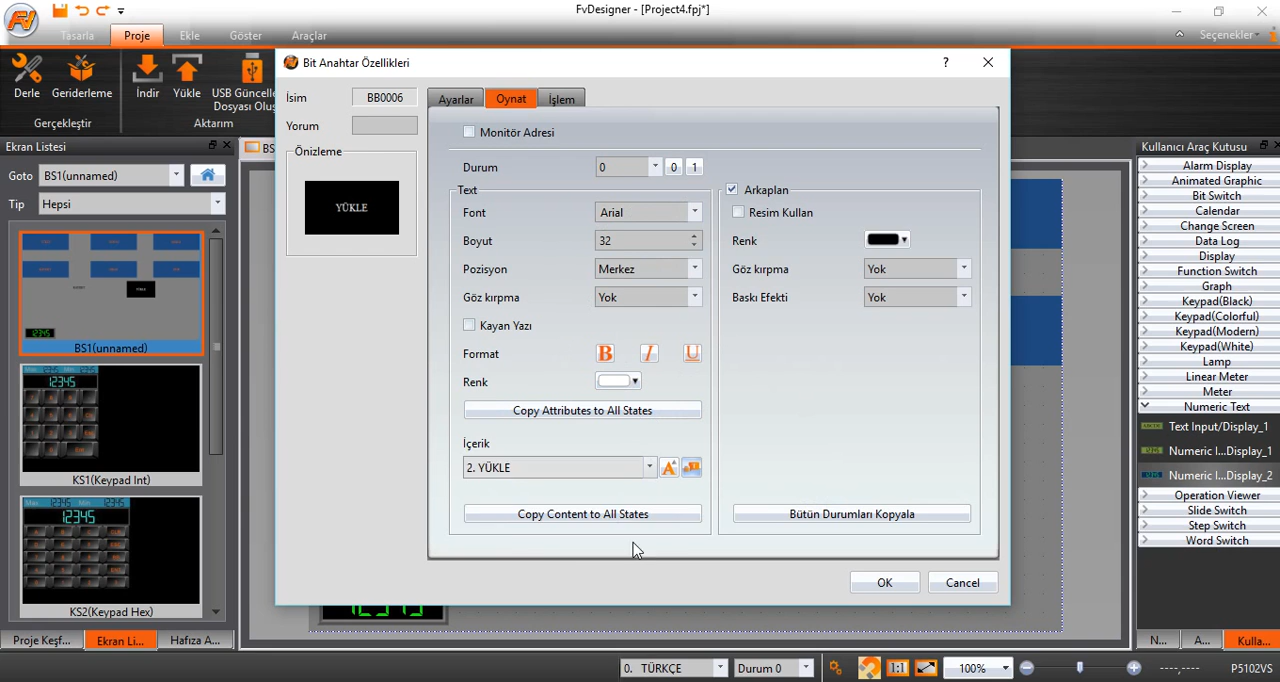 FvDesigner - [Project4.fpj*]
Tasarla Proje Ekle Göster Araçlar Seçenekler
Derle Geriderleme İndir Yükle USB Güncelle
Dosyası Oluş
Gerçekleştir Aktarım
Ekran Listesi
Goto BS1(unnamed)
Tip Hepsi
YÜKLE
12345
BS1(unnamed)
12345
KS1(Keypad Int)
12345
KS2(Keypad Hex)
Proje Keşf... Ekran Li... Hafıza A...
BS
Bit Anahtar Özellikleri
?
İsim BB0006
Yorum
Önizleme
YÜKLE
Ayarlar Oynat İşlem
Monitör Adresi
Durum 0 0 1
Text
Font Arial
Boyut 32
Pozisyon Merkez
Göz kırpma Yok
Kayan Yazı
Format B I U
Renk
Copy Attributes to All States
İçerik
2. YÜKLE
Copy Content to All States
Arkaplan
Resim Kullan
Renk
Göz kırpma Yok
Baskı Efekti Yok
Bütün Durumları Kopyala
OK Cancel
12345
Kullanıcı Araç Kutusu
Alarm Display
Animated Graphic
Bit Switch
Calendar
Change Screen
Data Log
Display
Function Switch
Graph
Keypad(Black)
Keypad(Colorful)
Keypad(Modern)
Keypad(White)
Lamp
Linear Meter
Meter
Numeric Text
Text Input/Display_1
Numeric I...Display_1
Numeric I...Display_2
Operation Viewer
Slide Switch
Step Switch
Word Switch
N... A... Kulla...
0. TÜRKÇE Durum 0 1:1 100% ----,---- P5102VS